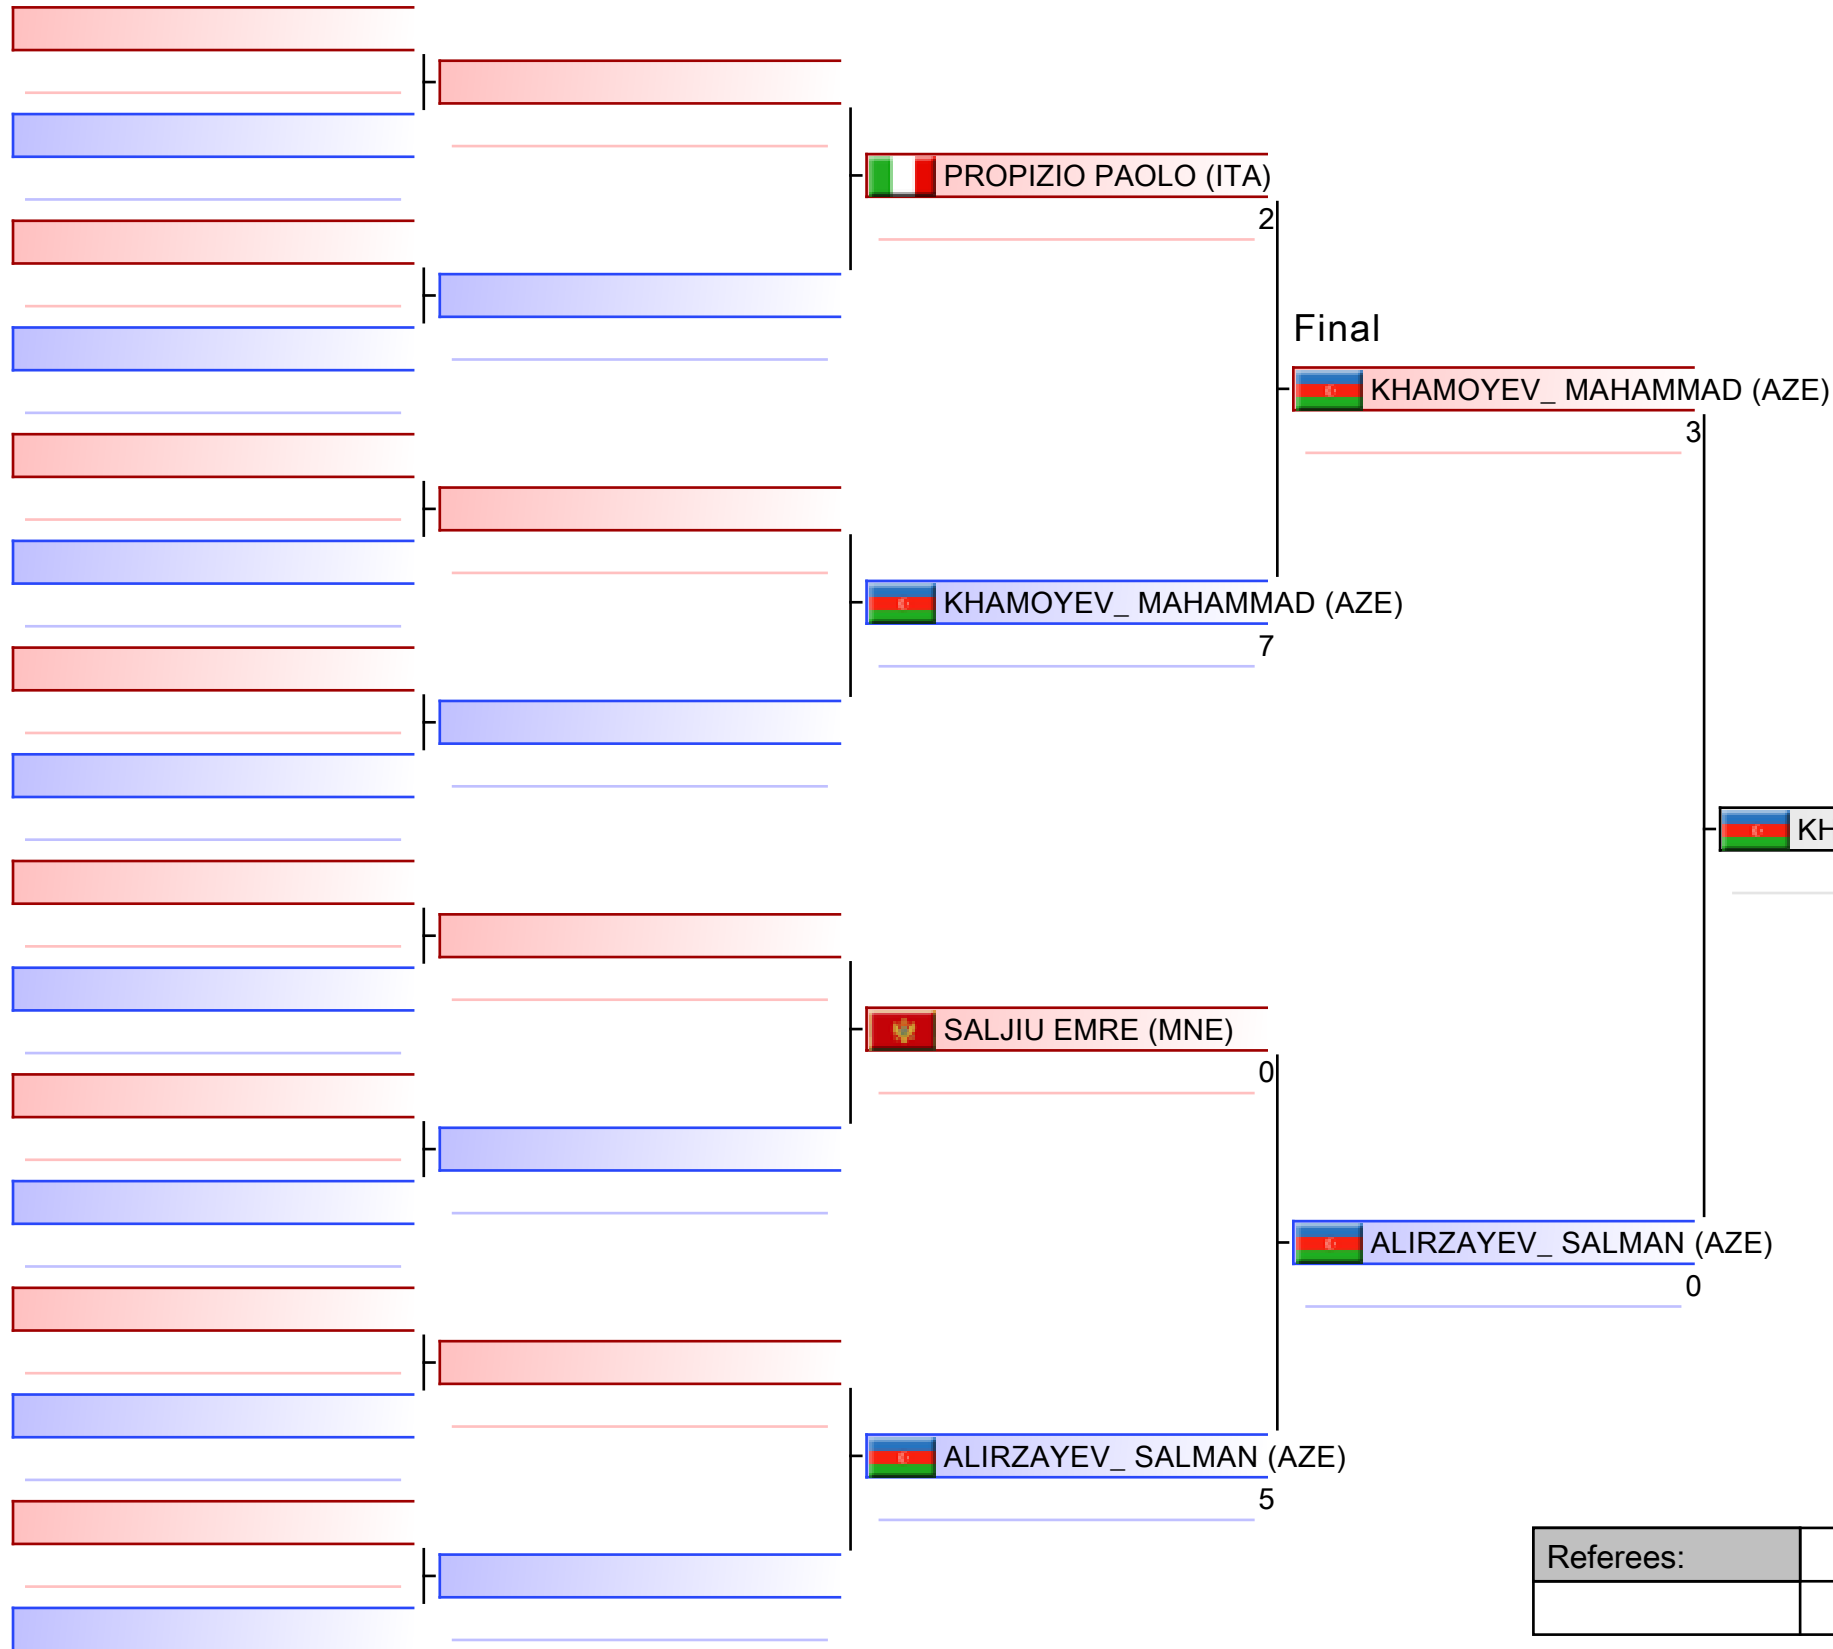 PROPIZIO PAOLO (ITA)
2
Final
KHAMOYEV_ MAHAMMAD (AZE)
3
KHAMOYEV_ MAHAMMAD (AZE)
7
KH
SALJIU EMRE (MNE)
0
ALIRZAYEV_ SALMAN (AZE)
0
ALIRZAYEV_ SALMAN (AZE)
5
Referees: